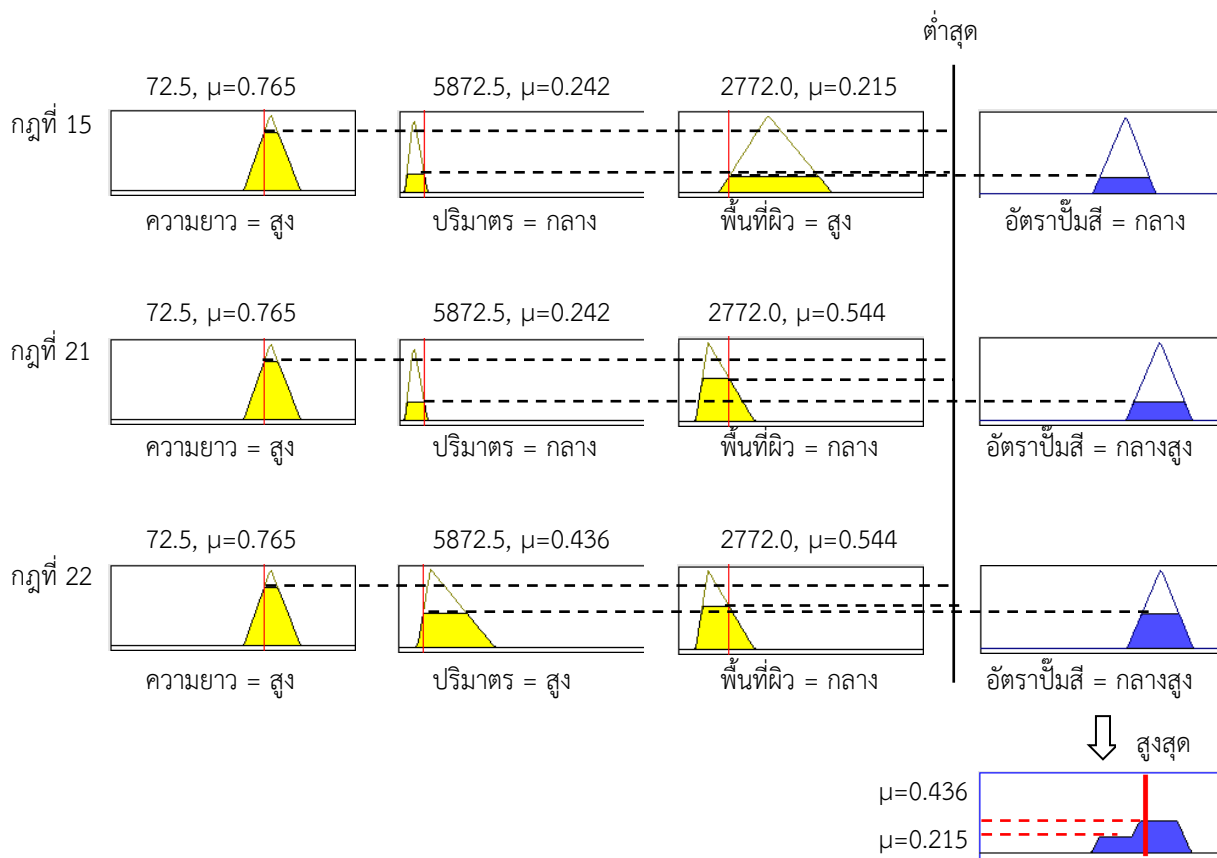 ต่ำสุด
72.5, μ=0.765 5872.5, μ=0.242 2772.0, μ=0.215
กฎที่ 15
ความยาว = สูง ปริมาตร = กลาง พื้นที่ผิว = สูง อัตราปั๊มสี = กลาง
72.5, μ=0.765 5872.5, μ=0.242 2772.0, μ=0.544
กฎที่ 21
ความยาว = สูง ปริมาตร = กลาง พื้นที่ผิว = กลาง อัตราปั๊มสี = กลางสูง
72.5, μ=0.765 5872.5, μ=0.436 2772.0, μ=0.544
กฎที่ 22
ความยาว = สูง ปริมาตร = สูง พื้นที่ผิว = กลาง อัตราปั๊มสี = กลางสูง
สูงสุด
μ=0.436
μ=0.215